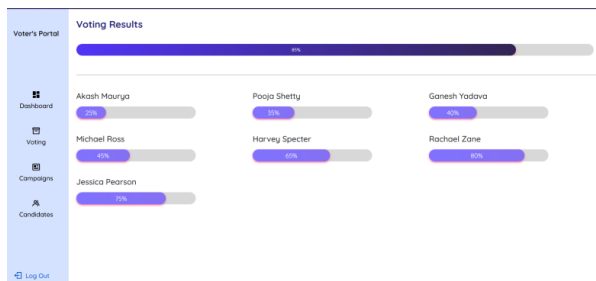 Voter's Portal
Dashboard
Voting
Campaigns
Candidates
Log Out
Voting Results
85%
Akash Maurya
25%
Pooja Shetty
35%
Ganesh Yadava
40%
Michael Ross
45%
Harvey Specter
65%
Rachael Zane
80%
Jessica Pearson
75%